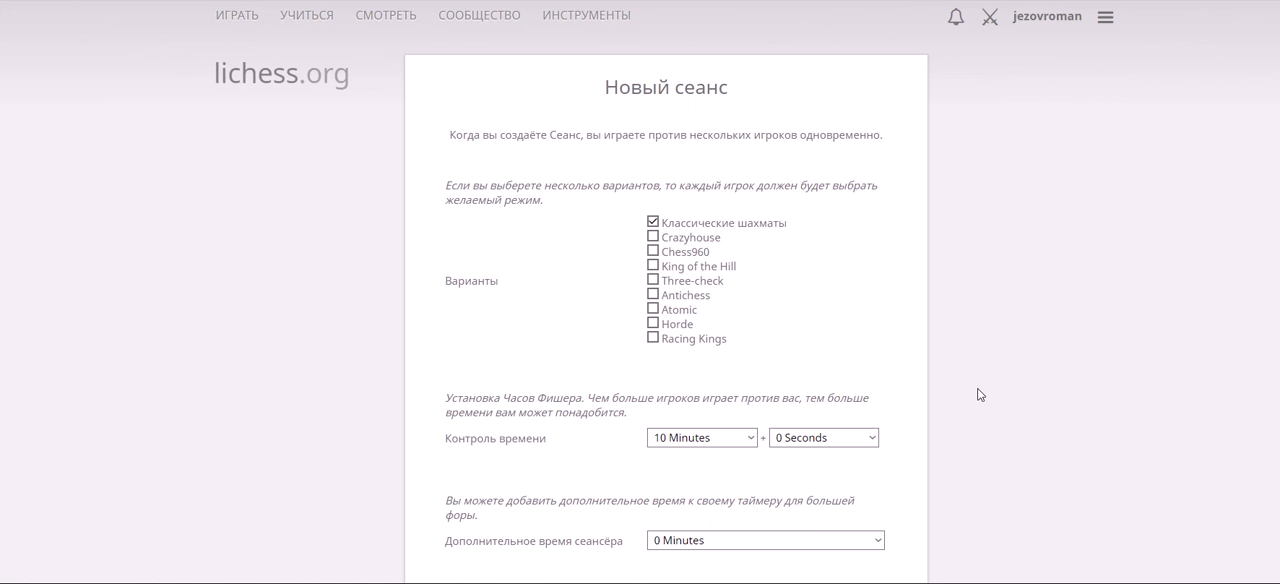 ИГРАТЬ УЧИТЬСЯ СМОТРЕТЬ СООБЩЕСТВО ИНСТРУМЕНТЫ jezovroman
lichess.org
Новый сеанс
Когда вы создаёте Сеанс, вы играете против нескольких игроков одновременно.
Если вы выберете несколько вариантов, то каждый игрок должен будет выбрать
желаемый режим.
Варианты
Классические шахматы
Crazyhouse
Chess960
King of the Hill
Three-check
Antichess
Atomic
Horde
Racing Kings
Установка Часов Фишера. Чем больше игроков играет против вас, тем больше
времени вам может понадобится.
Контроль времени 10 Minutes + 0 Seconds
Вы можете добавить дополнительное время к своему таймеру для большей
форы.
Дополнительное время сеансёра 0 Minutes